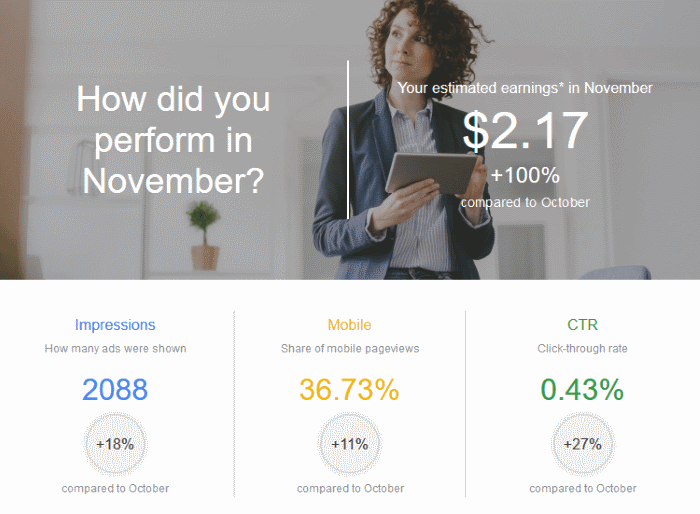 How did you
perform in
November?
Your estimated earnings* in November
$2.17
+100%
compared to October
Impressions
How many ads were shown
2088
+18%
compared to October
Mobile
Share of mobile pageviews
36.73%
+11%
compared to October
CTR
Click-through rate
0.43%
+27%
compared to October